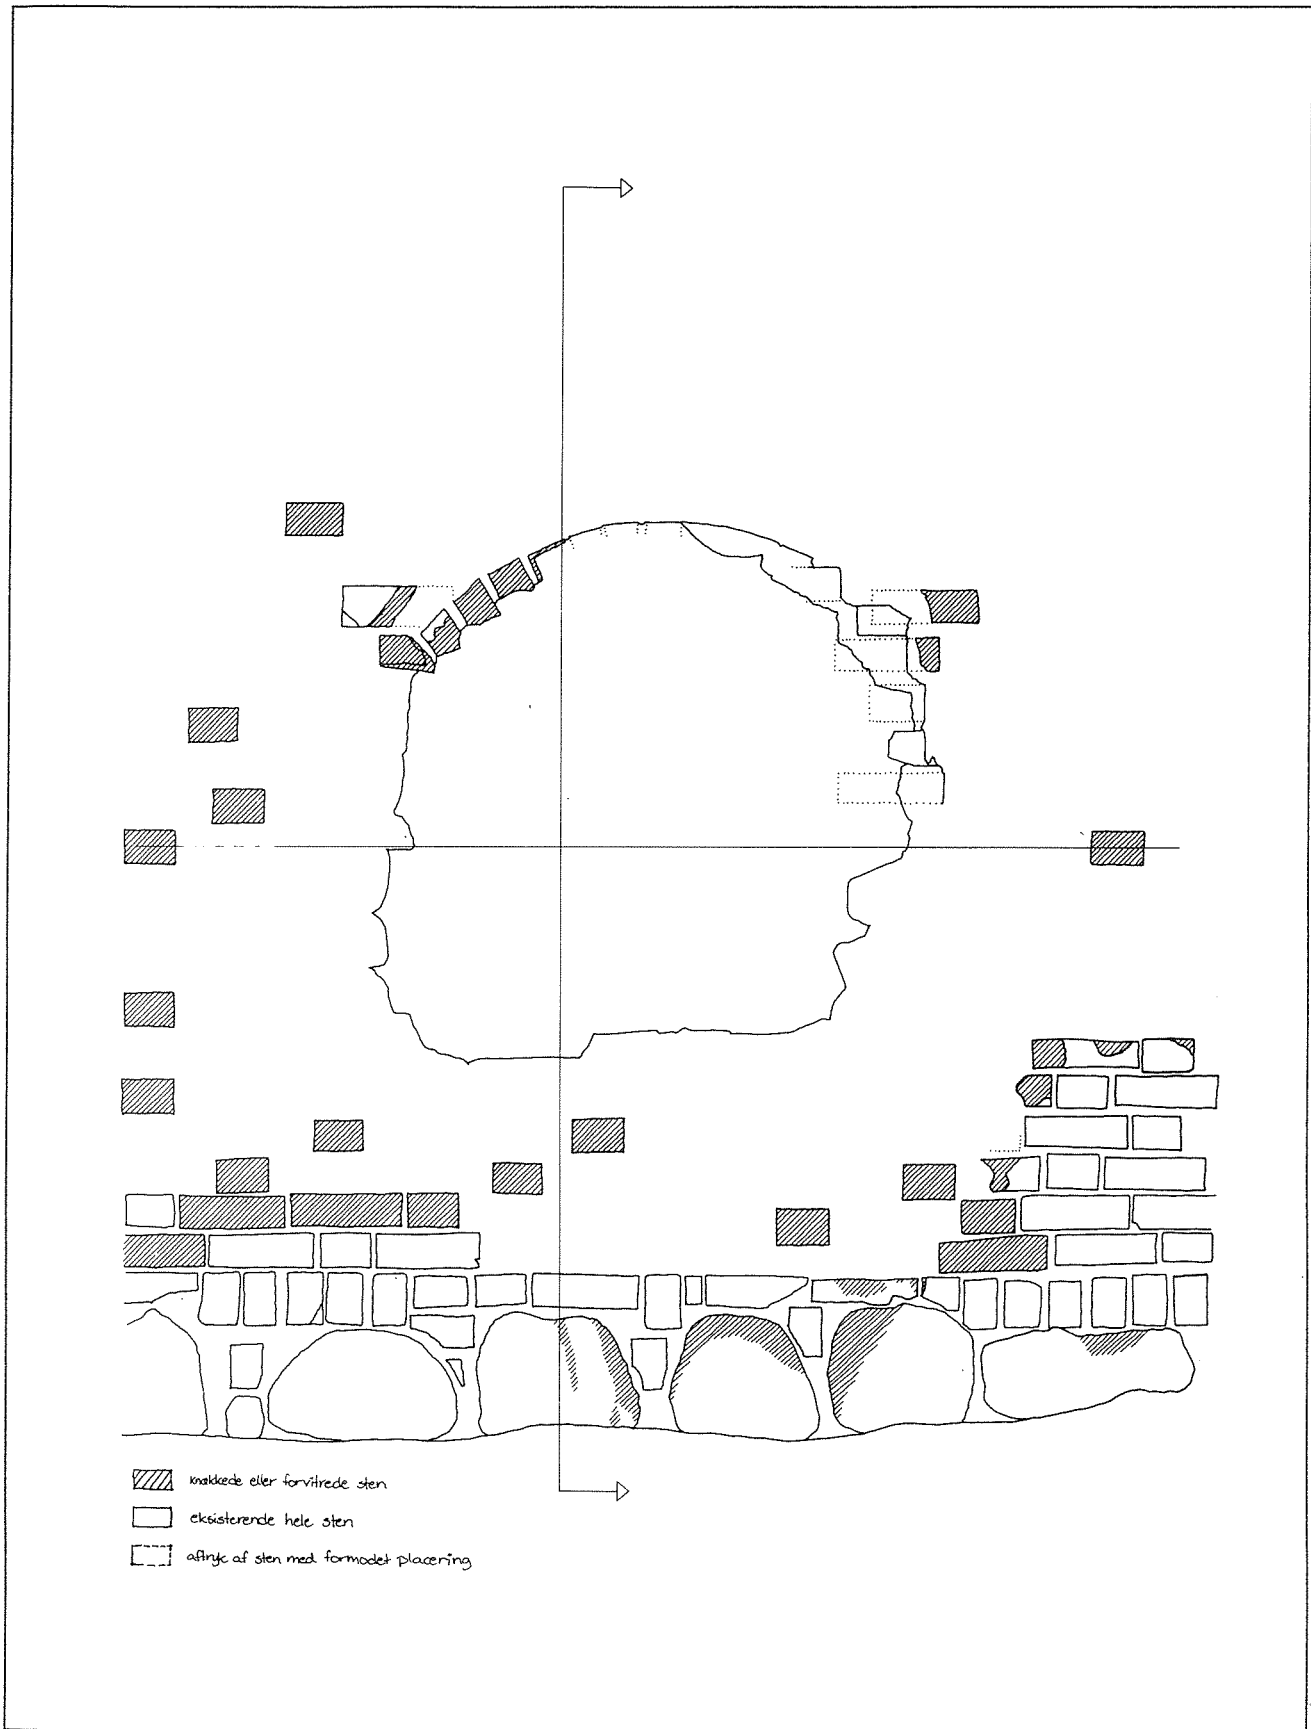 knækkede eller forvitrede sten
eksisterende hele sten
aftryk af sten med formodet placering